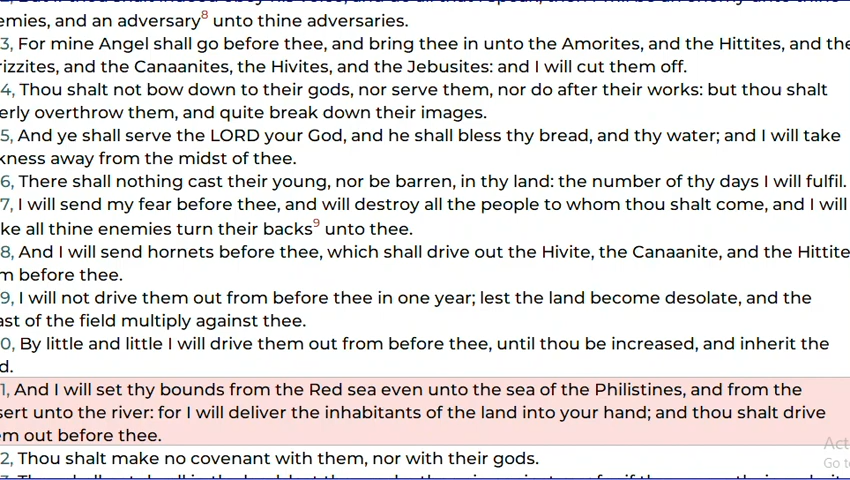 emies, and an adversary8 unto thine adversaries.
3, For mine Angel shall go before thee, and bring thee in unto the Amorites, and the Hittites, and the
rizzites, and the Canaanites, the Hivites, and the Jebusites: and I will cut them off.
4, Thou shalt not bow down to their gods, nor serve them, nor do after their works: but thou shalt
erly overthrow them, and quite break down their images.
5, And ye shall serve the LORD your God, and he shall bless thy bread, and thy water; and I will take
kness away from the midst of thee.
6, There shall nothing cast their young, nor be barren, in thy land: the number of thy days I will fulfil.
7, I will send my fear before thee, and will destroy all the people to whom thou shalt come, and I will
ke all thine enemies turn their backs9 unto thee.
8, And I will send hornets before thee, which shall drive out the Hivite, the Canaanite, and the Hittite
m before thee.
9, I will not drive them out from before thee in one year; lest the land become desolate, and the
ast of the field multiply against thee.
0, By little and little I will drive them out from before thee, until thou be increased, and inherit the
d.
1, And I will set thy bounds from the Red sea even unto the sea of the Philistines, and from the
sert unto the river: for I will deliver the inhabitants of the land into your hand; and thou shalt drive
em out before thee.
Act
Go to
2, Thou shalt make no covenant with them, nor with their gods.